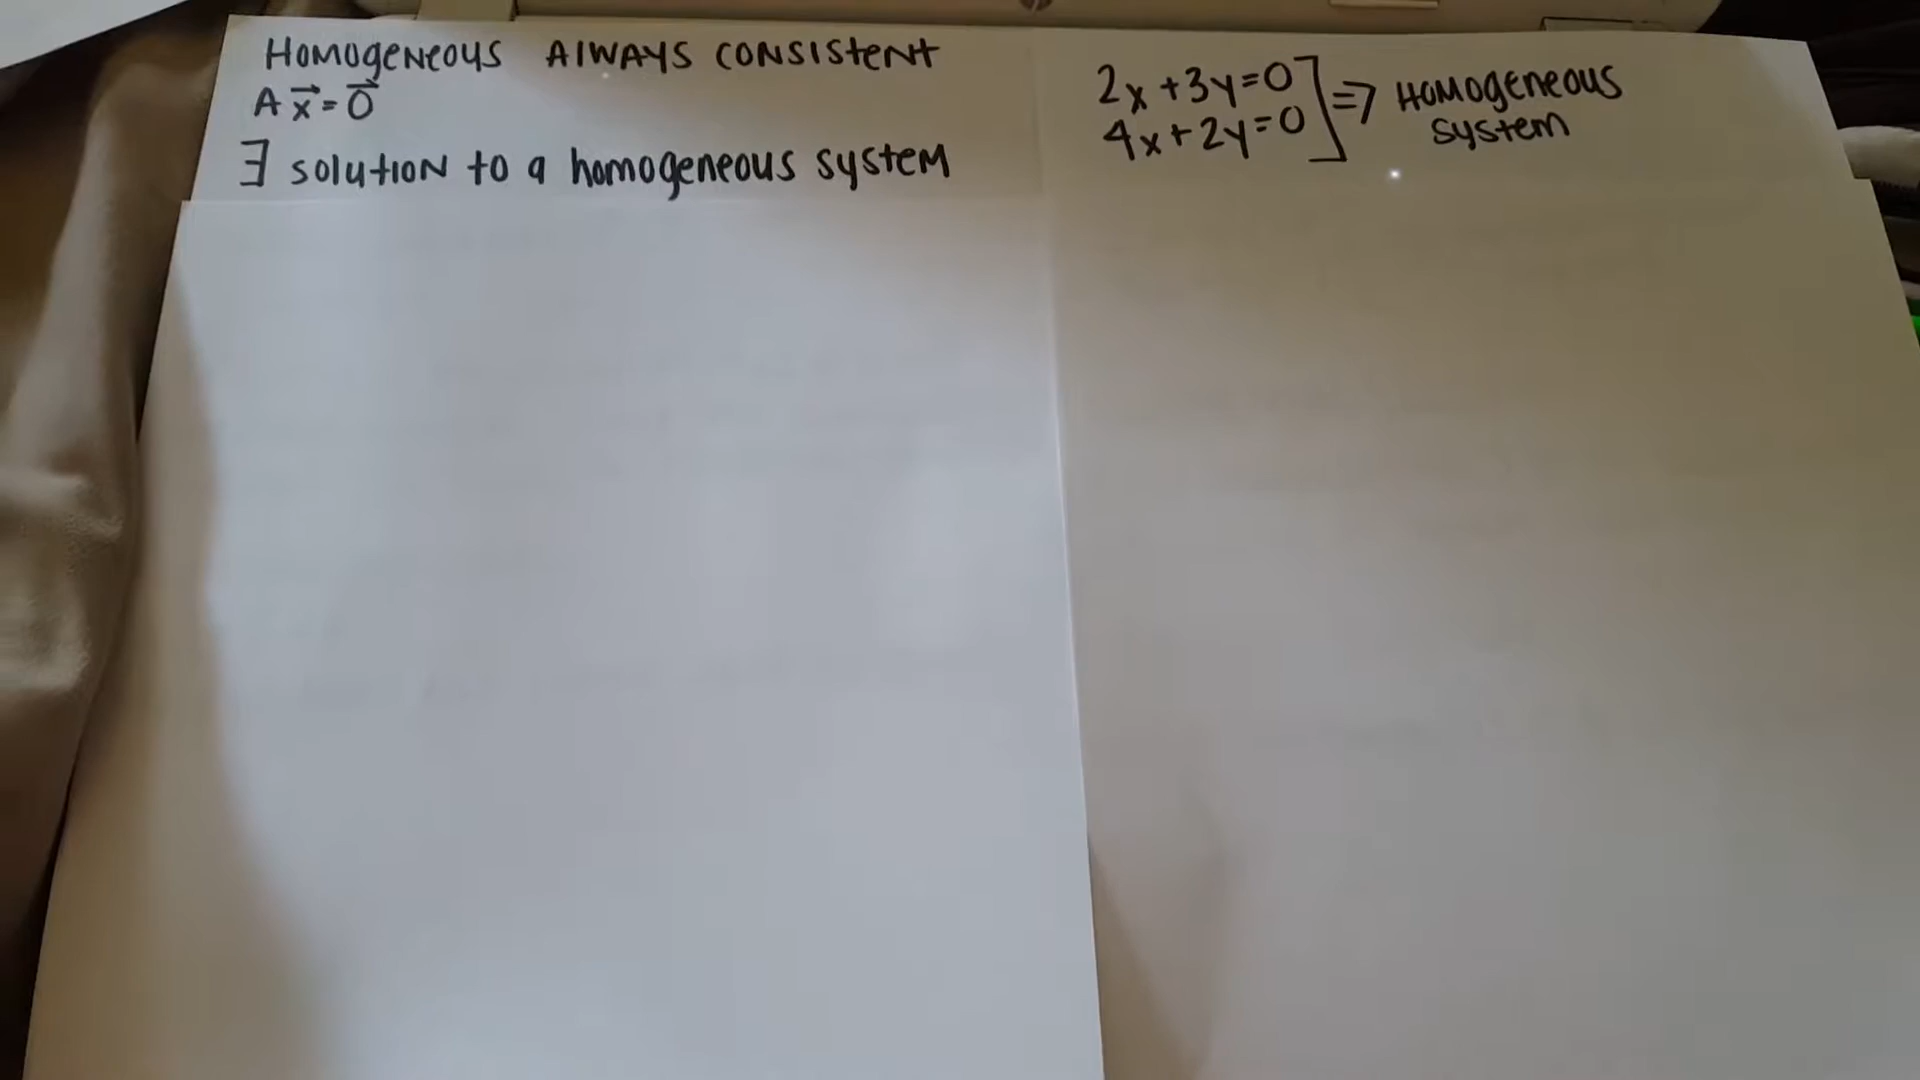 Homogeneous Always consistent
A x⃗ = 0⃗
∃ solution to a homogeneous system
2x + 3y = 0
4x + 2y = 0 ] => Homogeneous
system